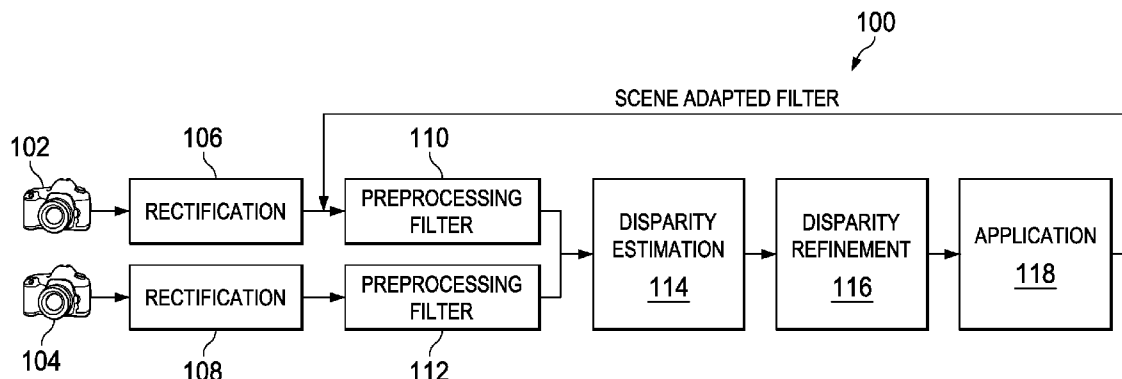 100
SCENE ADAPTED FILTER
102
106
110
RECTIFICATION
PREPROCESSING
FILTER
DISPARITY
ESTIMATION
114
DISPARITY
REFINEMENT
116
APPLICATION
118
RECTIFICATION
PREPROCESSING
FILTER
104
108
112